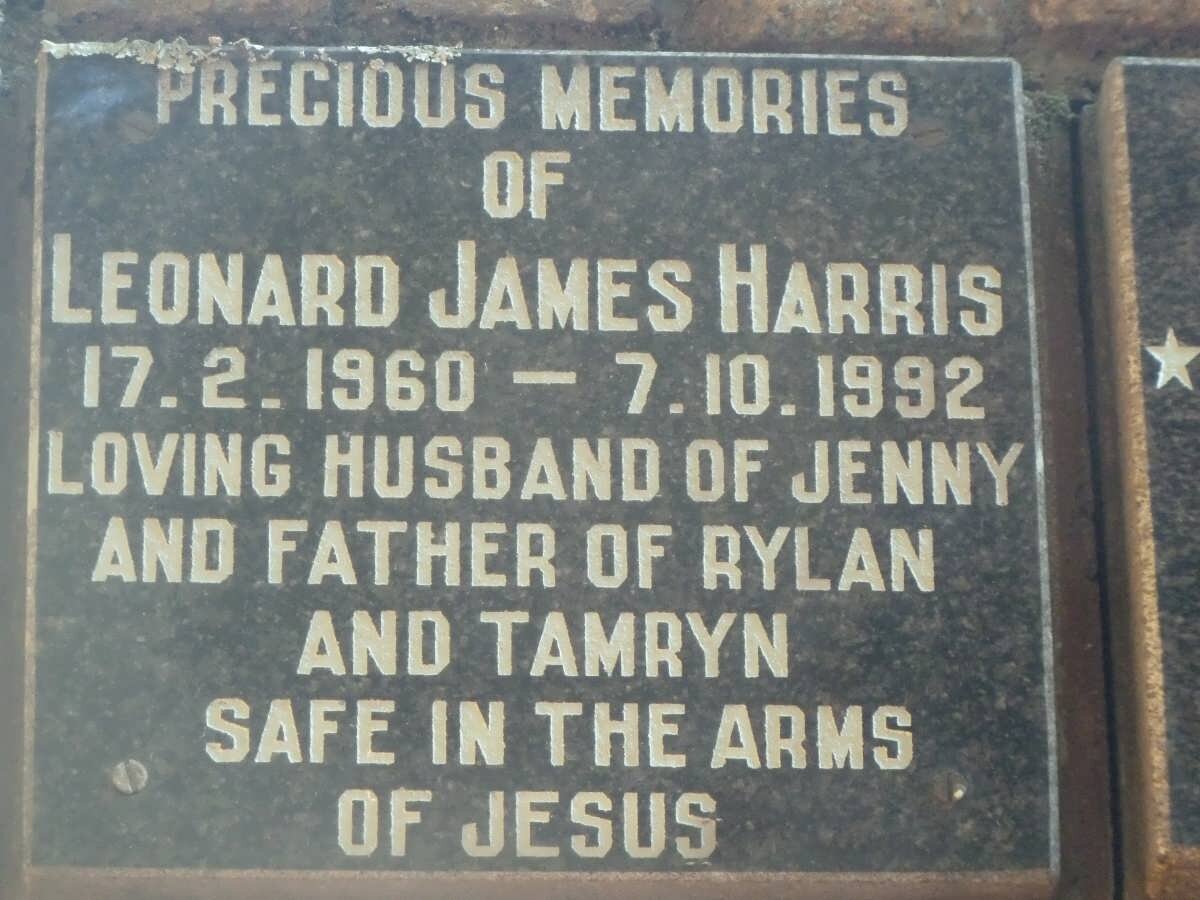 PRECIOUS MEMORIES
OF
LEONARD JAMES HARRIS
17.2.1960 — 7.10.1992
LOVING HUSBAND OF JENNY
AND FATHER OF RYLAN
AND TAMRYN
SAFE IN THE ARMS
OF JESUS